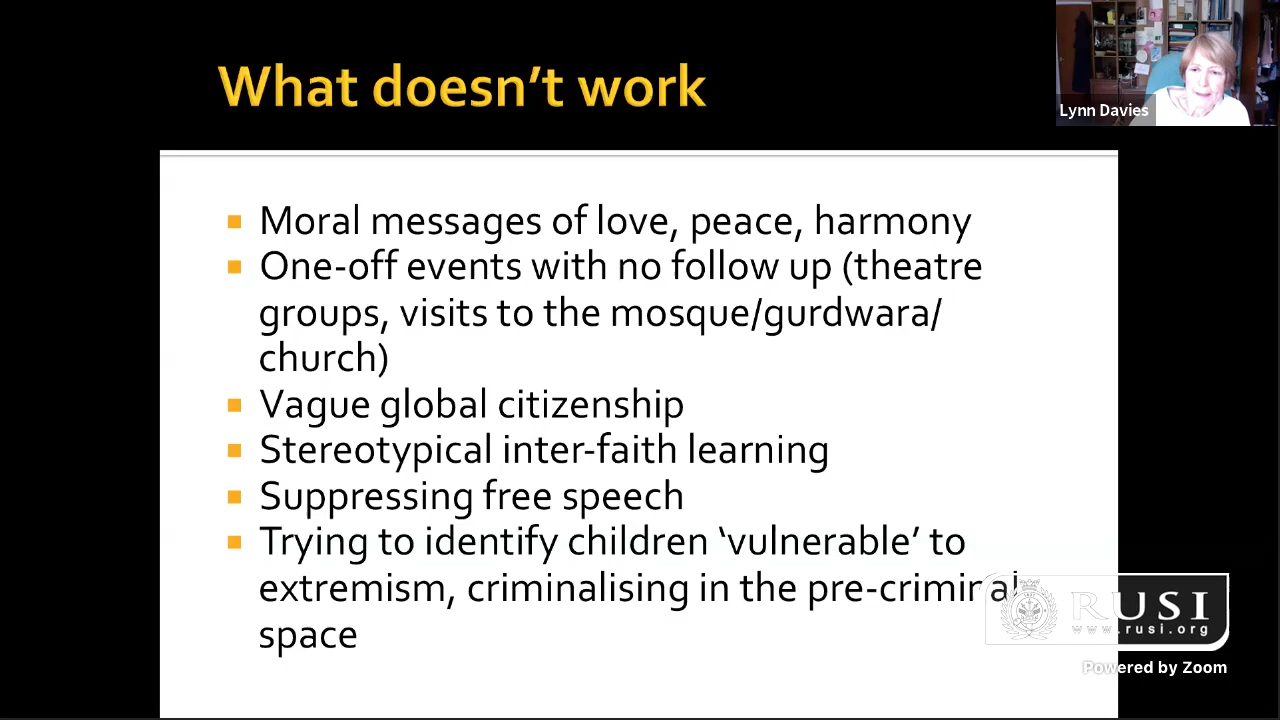 What doesn't work
Lynn Davies
Moral messages of love, peace, harmony
One-off events with no follow up (theatre
groups, visits to the mosque/gurdwara/
church)
Vague global citizenship
Stereotypical inter-faith learning
Suppressing free speech
Trying to identify children ‘vulnerable’ to
extremism, criminalising in the pre-criminal
space
RUSI
www.rusi.org
Powered by Zoom